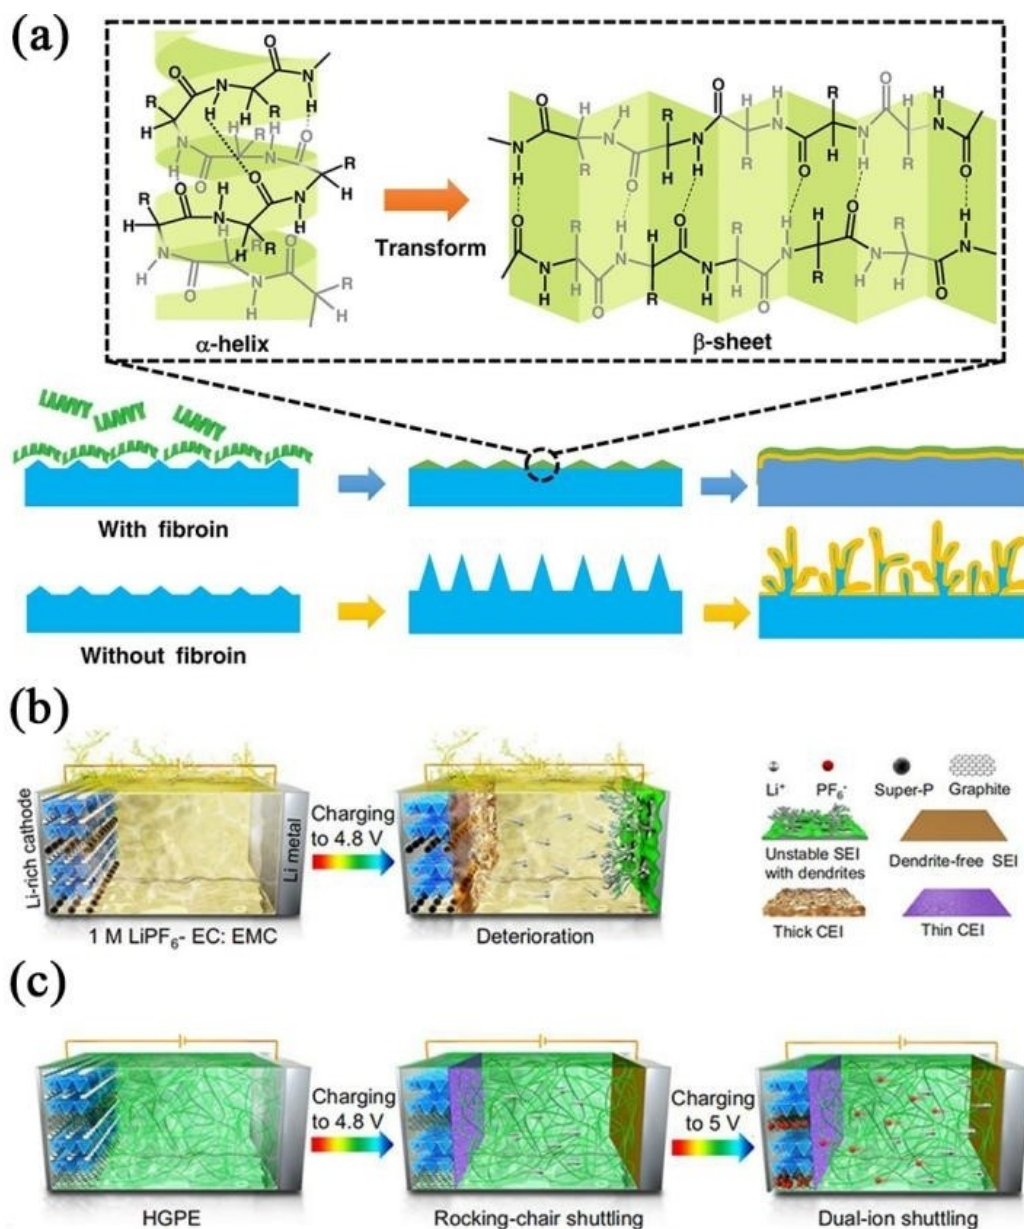 (a)
α-helix
Transform
β-sheet
With fibroin
Without fibroin
(b)
Li-rich cathode
Li metal
1 M LiPF₆- EC: EMC
Charging
to 4.8 V
Deterioration
Li⁺
PF₆⁻
Super-P
Graphite
Unstable SEI
with dendrites
Dendrite-free SEI
Thick CEI
Thin CEI
(c)
HGPE
Charging
to 4.8 V
Rocking-chair shuttling
Charging
to 5 V
Dual-ion shuttling